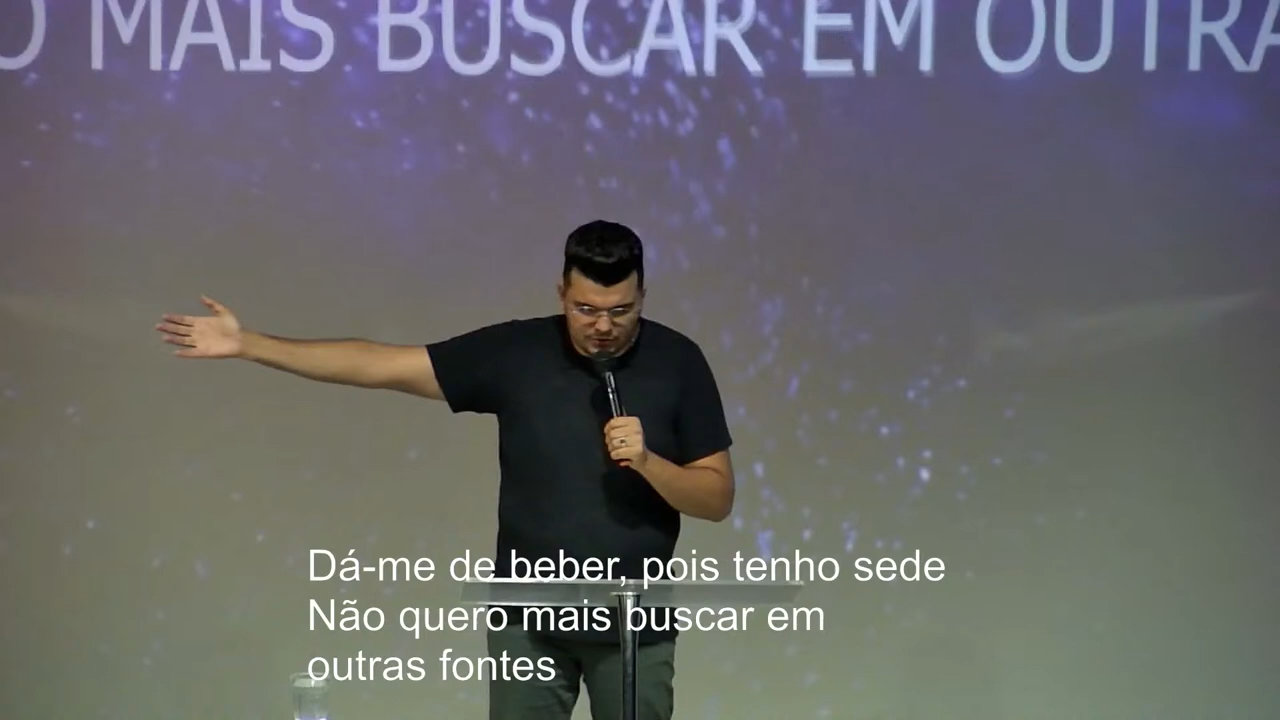 O MAIS BUSCAR EM OUTRA
Dá-me de beber, pois tenho sede
Não quero mais buscar em
outras fontes